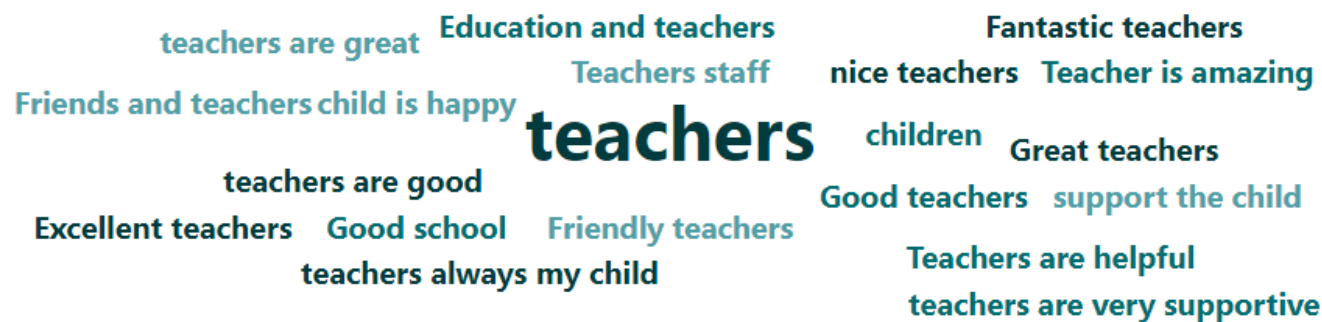 Education and teachers
Fantastic teachers
teachers are great
Teachers staff
nice teachers
Teacher is amazing
Friends and teachers
child is happy
teachers
children
Great teachers
teachers are good
Good teachers
support the child
Excellent teachers
Good school
Friendly teachers
Teachers are helpful
teachers always my child
teachers are very supportive